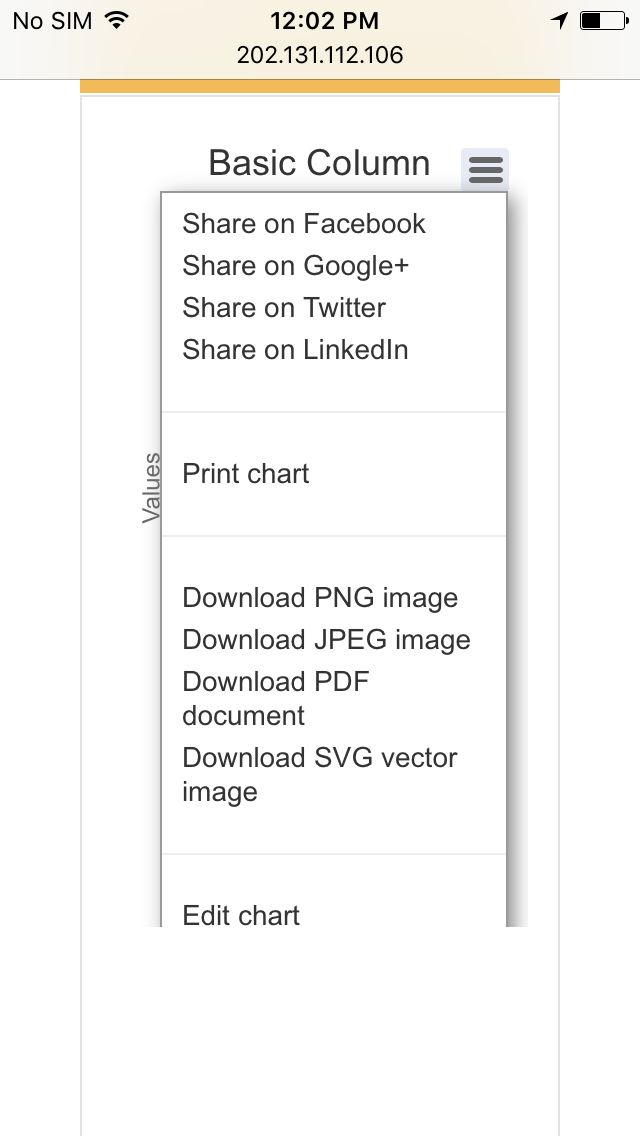 No SIM 12:02 PM
202.131.112.106
Basic Column
Share on Facebook
Share on Google+
Share on Twitter
Share on LinkedIn
Print chart
Values
Download PNG image
Download JPEG image
Download PDF
document
Download SVG vector
image
Edit chart